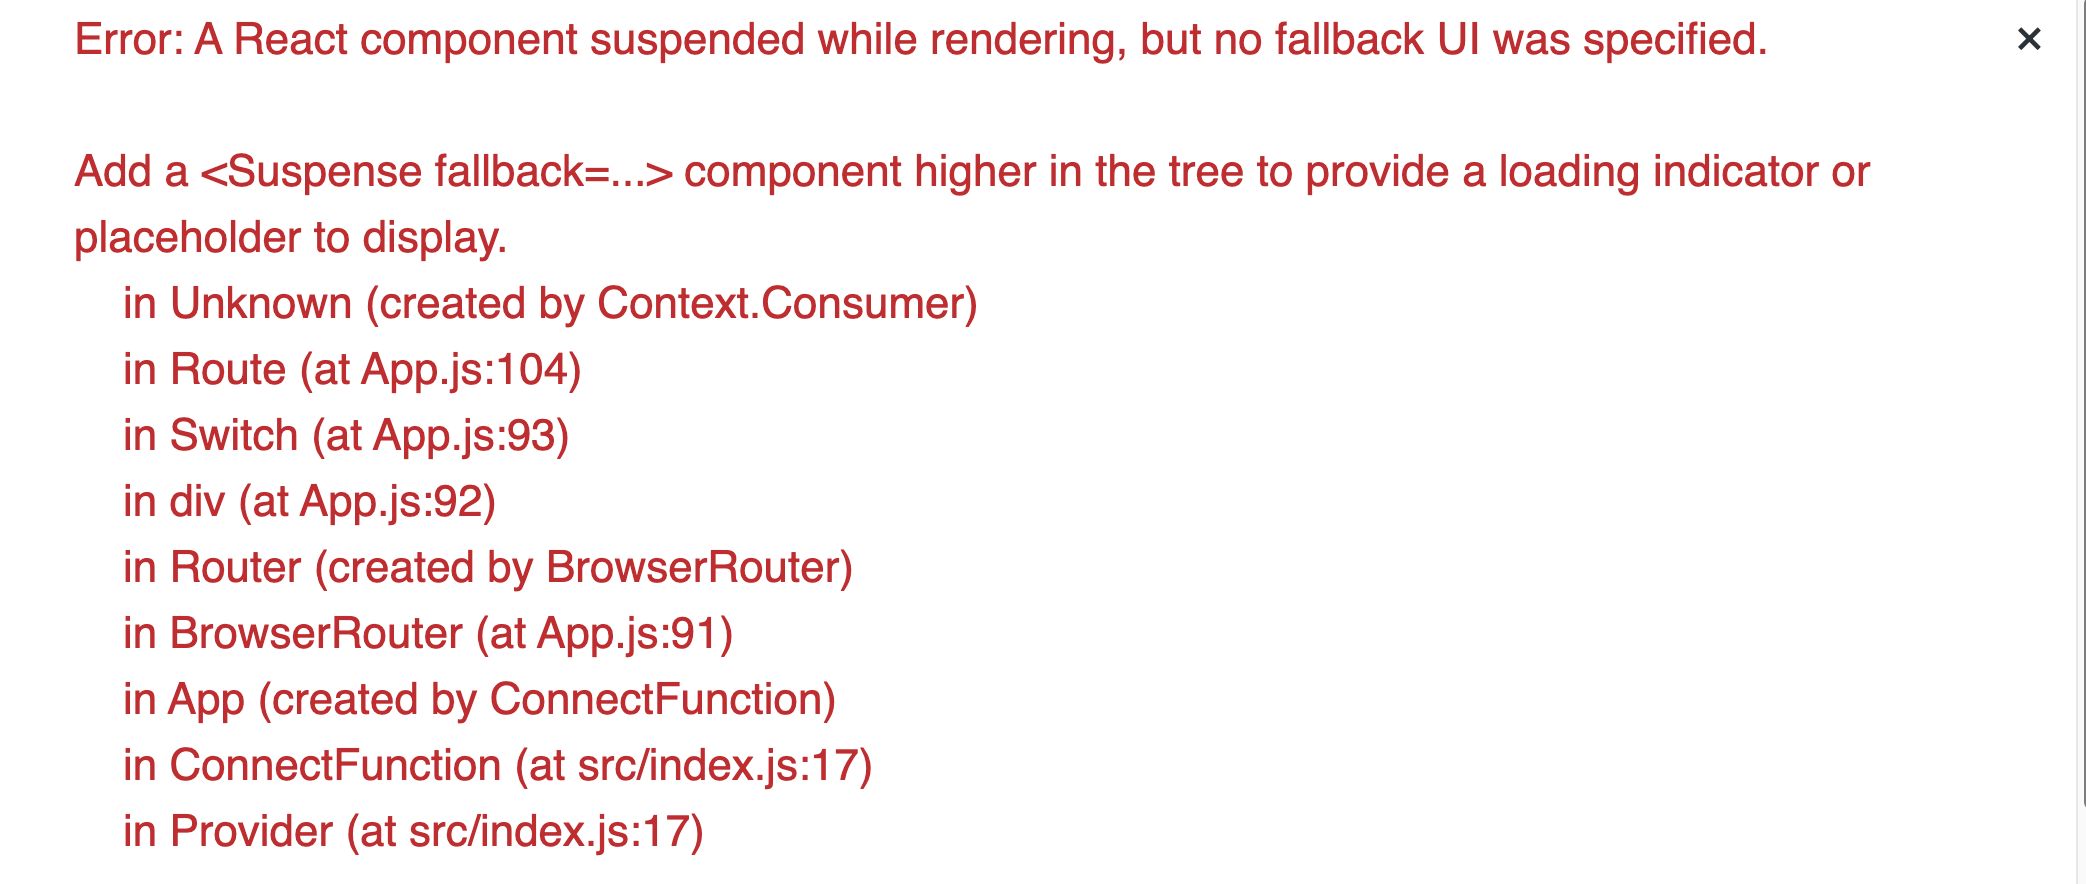 Error: A React component suspended while rendering, but no fallback UI was specified.
×
Add a <Suspense fallback=...> component higher in the tree to provide a loading indicator or
placeholder to display.
in Unknown (created by Context.Consumer)
in Route (at App.js:104)
in Switch (at App.js:93)
in div (at App.js:92)
in Router (created by BrowserRouter)
in BrowserRouter (at App.js:91)
in App (created by ConnectFunction)
in ConnectFunction (at src/index.js:17)
in Provider (at src/index.js:17)